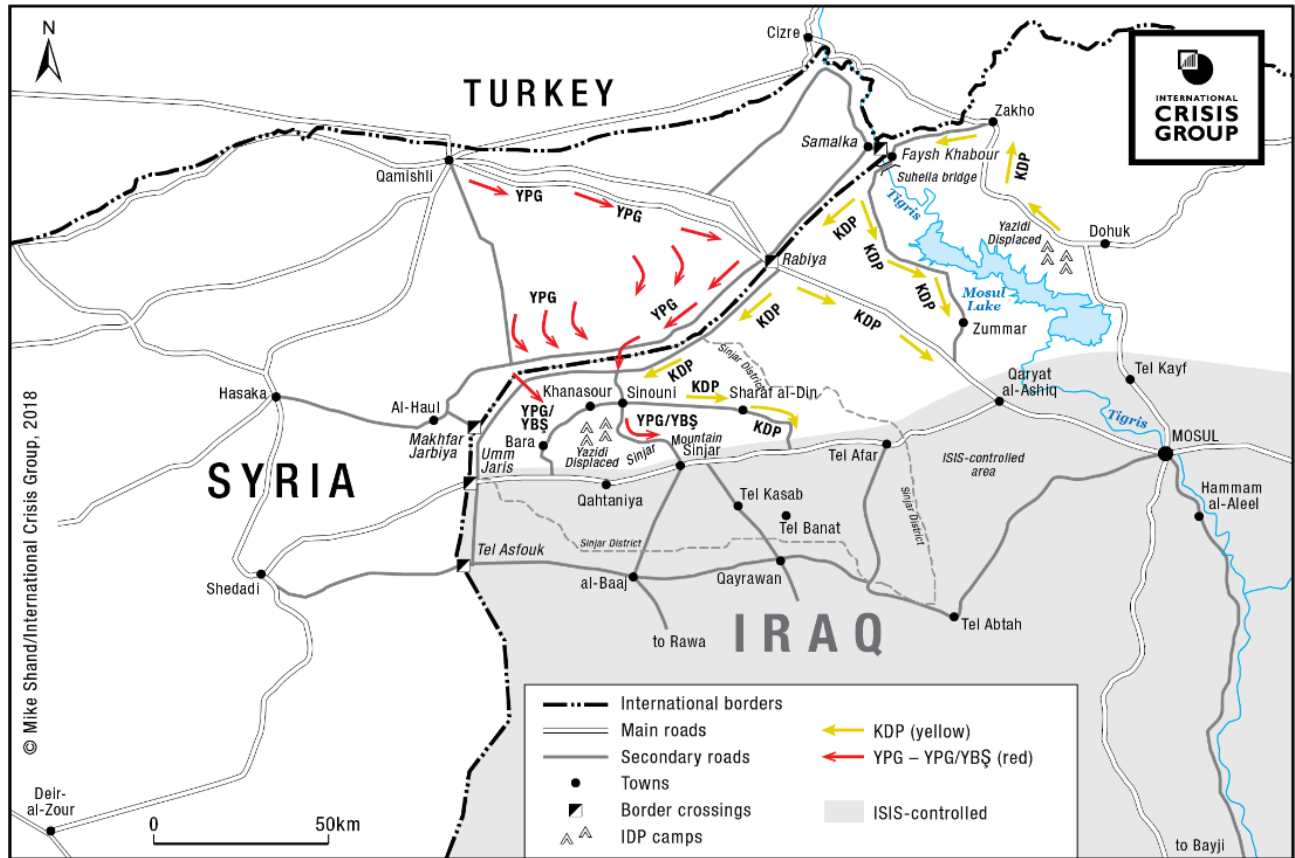 N
Cizre
TURKEY
INTERNATIONAL
CRISIS
GROUP
Zakho
Samalka
Faysh Khabour
Suheila bridge
KDP
Qamishli
YPG
YPG
Tigris
Yazidi
Displaced
Dohuk
KDP
KDP
Rabiya
KDP
Mosul
Lake
YPG
YPG
KDP
KDP
Zummar
Sinjar District
Hasaka
Al-Haul
Makhfar
Jarbiya
Khanasour
KDP
Sinouni
KDP
Sharaf al-Din
Qaryat
al-Ashiq
Tel Kayf
YPG/
YBŞ
Bara
YPG/YBŞ
KDP
Tigris
MOSUL
Umm
Jaris
Yazidi
Displaced
Sinjar
Mountain
Sinjar
Tel Afar
ISIS-controlled
area
SYRIA
Qahtaniya
Tel Kasab
Tel Banat
Sinjar District
Hammam
al-Aleel
Sinjar District
Tel Asfouk
Shedadi
al-Baaj
Qayrawan
Tel Abtah
to Rawa
IRAQ
© Mike Shand/International Crisis Group, 2018
International borders
Main roads
Secondary roads
Towns
Border crossings
IDP camps
KDP (yellow)
YPG – YPG/YBŞ (red)
ISIS-controlled
Deir-
al-Zour
0
50km
to Bayji